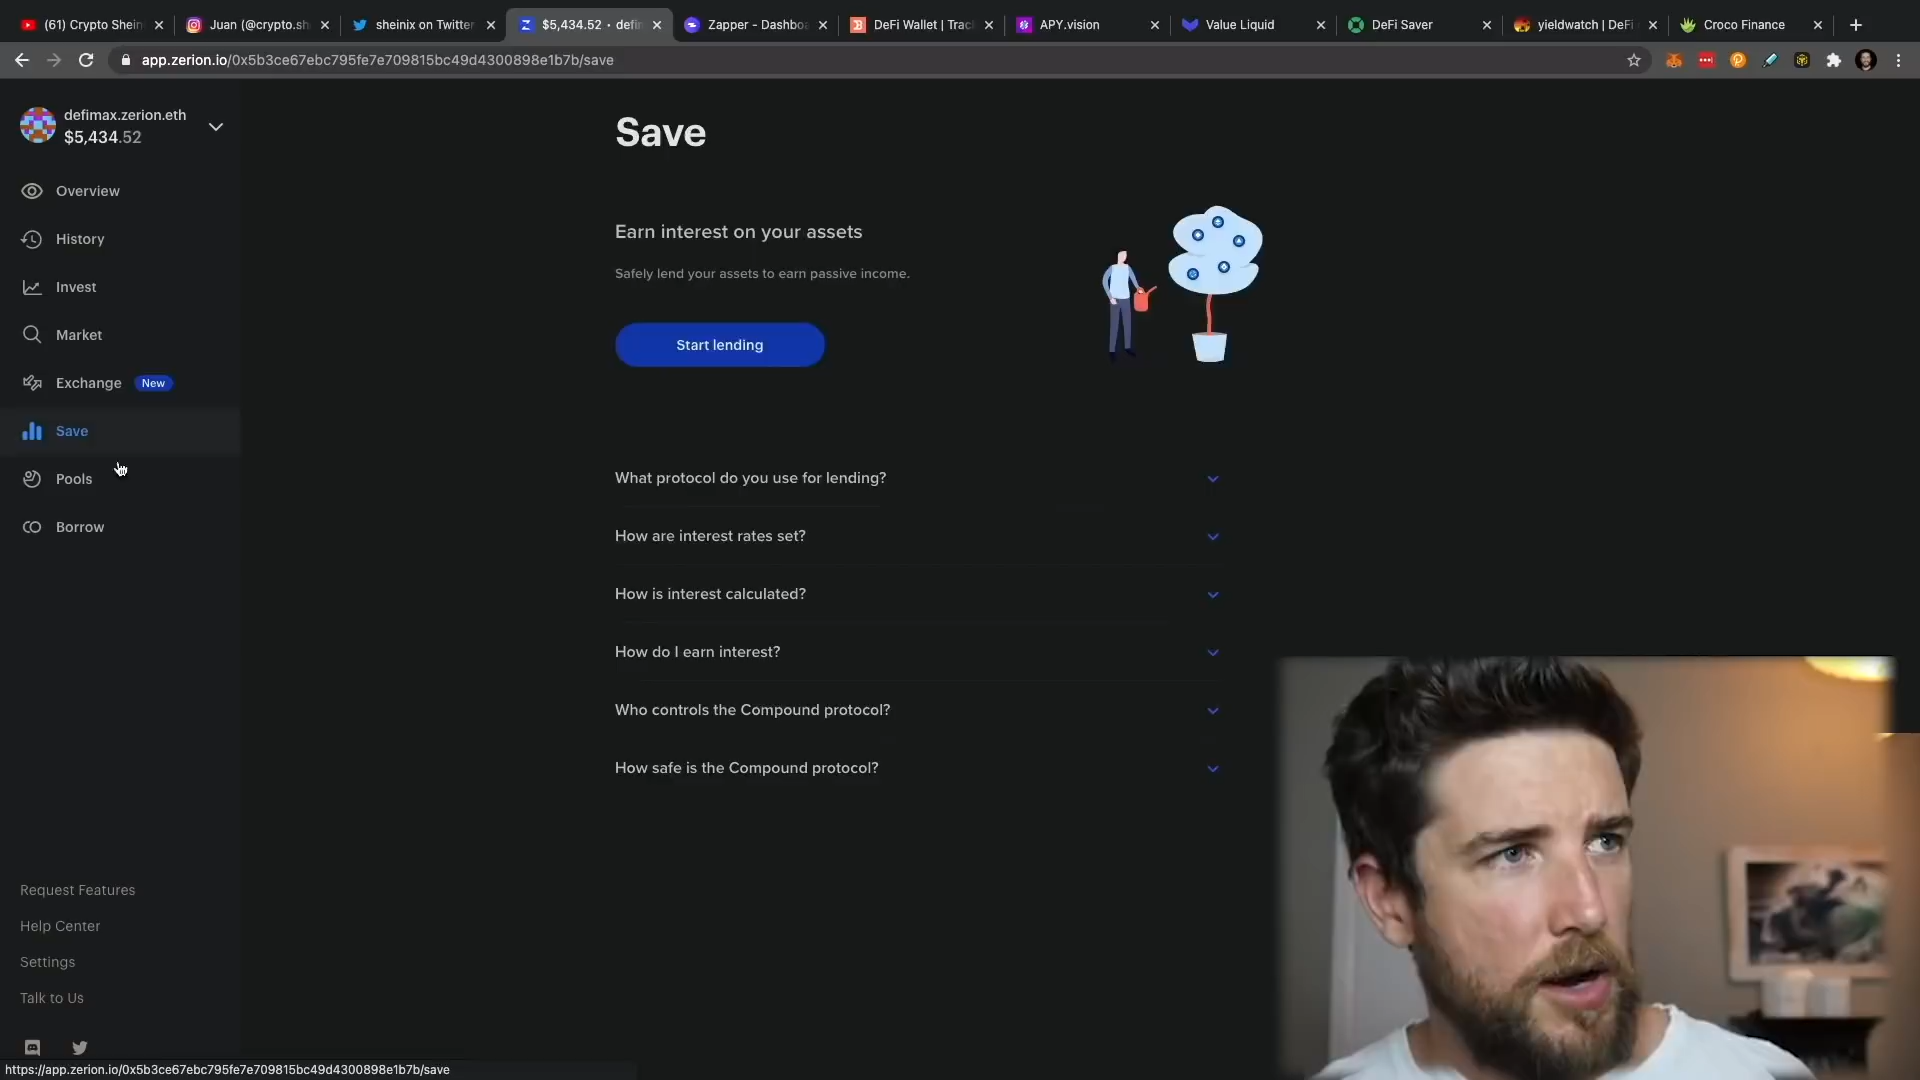 (61) Crypto Shein
Juan (@crypto.sh
sheinix on Twitter
$5,434.52 · defi
Zapper - Dashboa
DeFi Wallet | Trac
APY.vision
Value Liquid
DeFi Saver
yieldwatch | DeFi
Croco Finance
app.zerion.io/0x5b3ce67ebc795fe7e709815bc49d4300898e1b7b/save
defimax.zerion.eth
$5,434.52
Overview
History
Invest
Market
Exchange New
Save
Pools
Borrow
Request Features
Help Center
Settings
Talk to Us
Save
Earn interest on your assets
Safely lend your assets to earn passive income.
Start lending
What protocol do you use for lending?
How are interest rates set?
How is interest calculated?
How do I earn interest?
Who controls the Compound protocol?
How safe is the Compound protocol?
https://app.zerion.io/0x5b3ce67ebc795fe7e709815bc49d4300898e1b7b/save